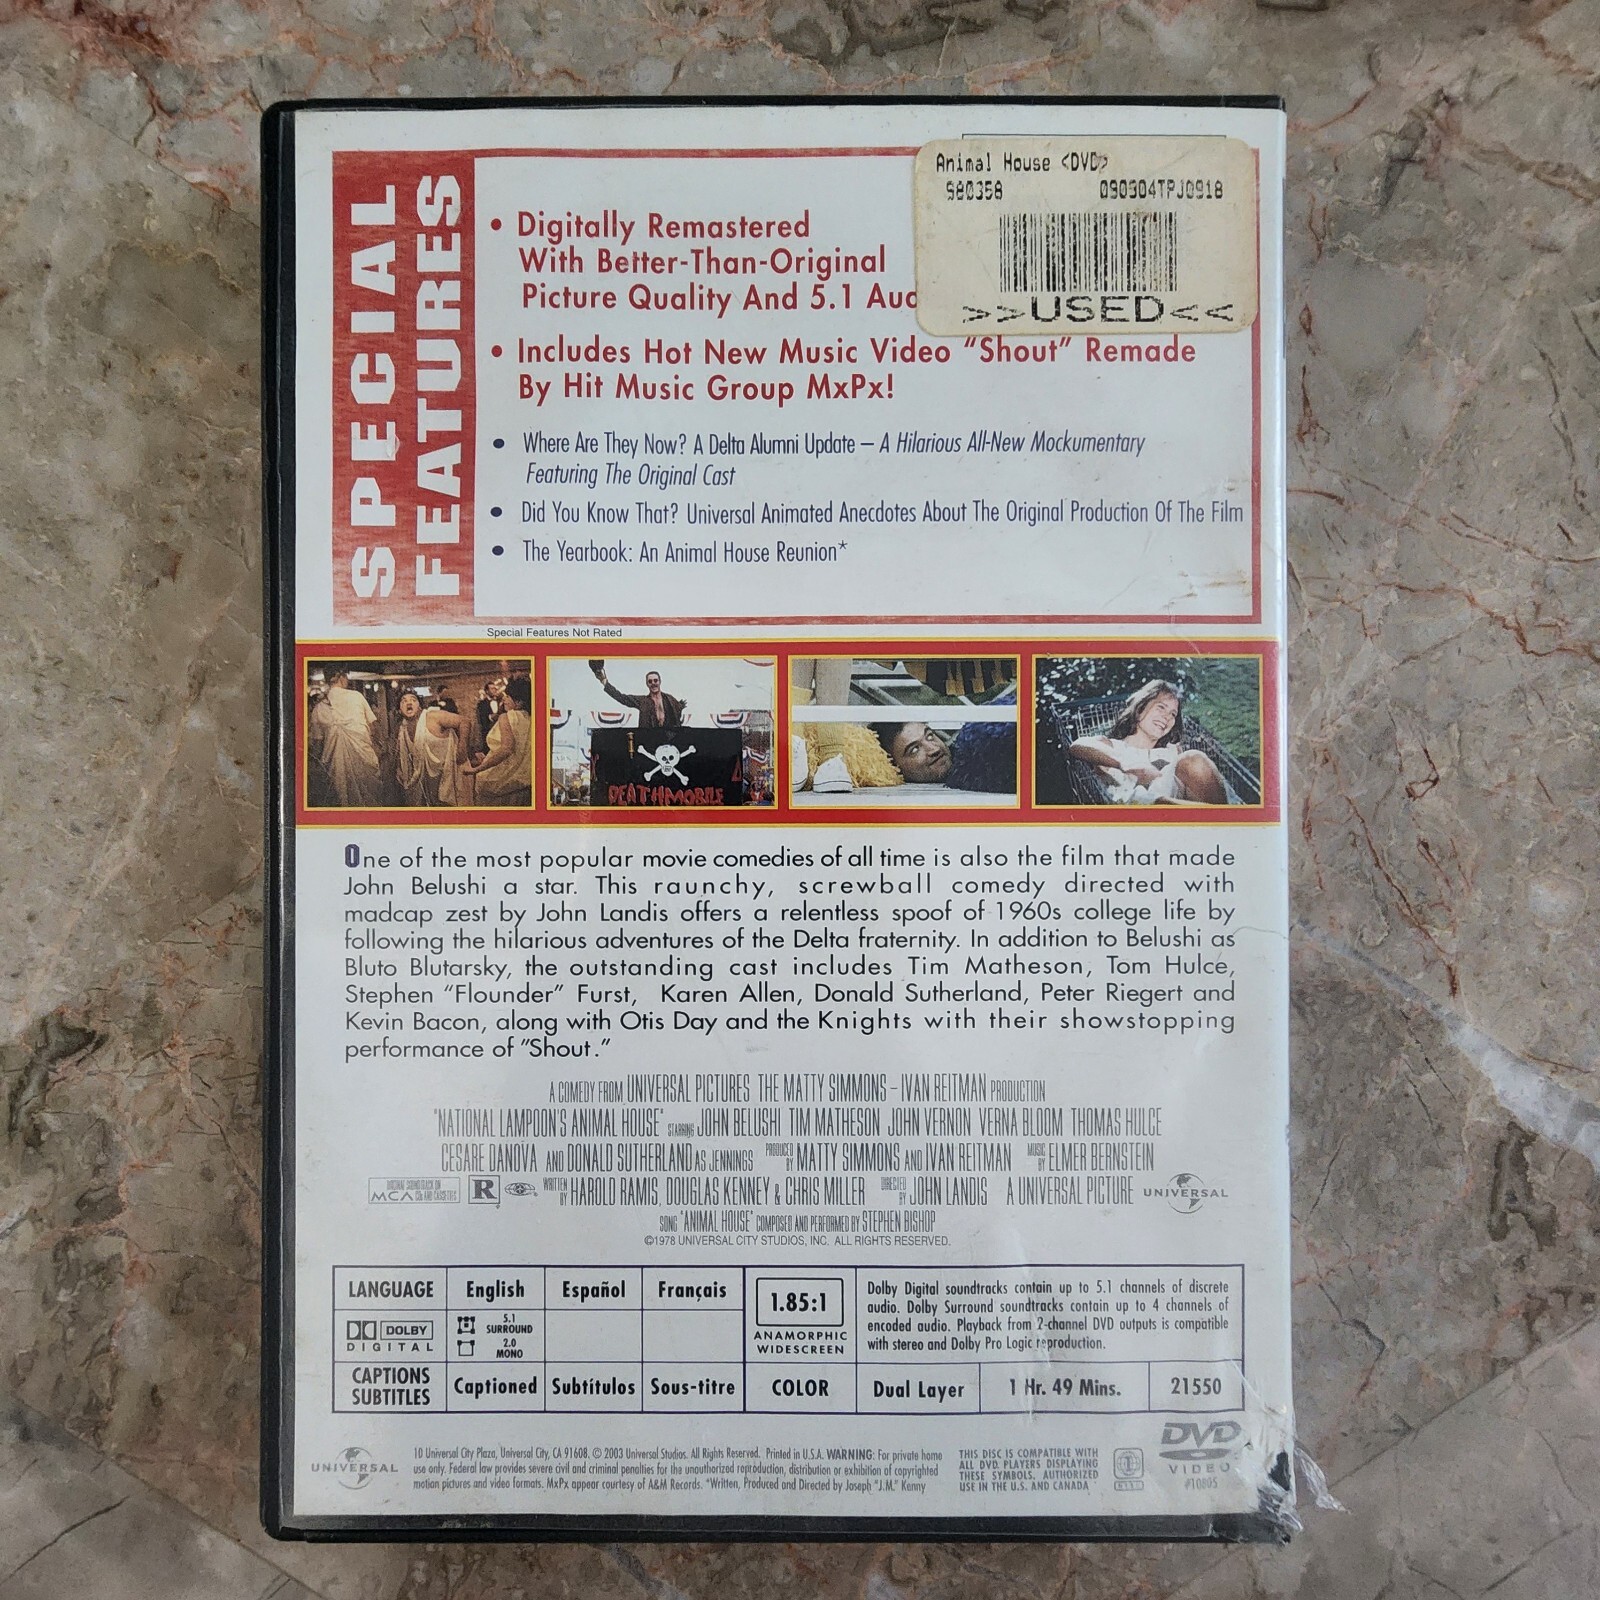 SPECIAL
FEATURES
Animal House <DVD>
980358 090904TPJ0918
>>USED<<
• Digitally Remastered
With Better-Than-Original
Picture Quality And 5.1
• Includes Hot New Music Video "Shout" Remade
By Hit Music Group MxPx!
• Where Are They Now? A Delta Alumni Update – A Hilarious All-New Mockumentary
Featuring The Original Cast
• Did You Know That? Universal Animated Anecdotes About The Original Production Of The Film
• The Yearbook: An Animal House Reunion*
Special Features Not Rated
DEATHMOBILE
One of the most popular movie comedies of all time is also the film that made
John Belushi a star. This raunchy, screwball comedy directed with
madcap zest by John Landis offers a relentless spoof of 1960s college life by
following the hilarious adventures of the Delta fraternity. In addition to Belushi as
Bluto Blutarsky, the outstanding cast includes Tim Matheson, Tom Hulce,
Stephen "Flounder" Furst, Karen Allen, Donald Sutherland, Peter Riegert and
Kevin Bacon, along with Otis Day and the Knights with their showstopping
performance of "Shout."
A COMEDY FROM UNIVERSAL PICTURES THE MATTY SIMMONS – IVAN REITMAN PRODUCTION
"NATIONAL LAMPOON'S ANIMAL HOUSE" STARRING JOHN BELUSHI TIM MATHESON JOHN VERNON VERNA BLOOM THOMAS HULCE
CESARE DANOVA AND DONALD SUTHERLAND AS JENNINGS PRODUCED BY MATTY SIMMONS AND IVAN REITMAN MUSIC BY ELMER BERNSTEIN
ORIGINAL SOUNDTRACK ON MCA CDs AND CASSETTES R WRITTEN BY HAROLD RAMIS, DOUGLAS KENNEY & CHRIS MILLER DIRECTED BY JOHN LANDIS A UNIVERSAL PICTURE UNIVERSAL
SONG "ANIMAL HOUSE" COMPOSED AND PERFORMED BY STEPHEN BISHOP
©1978 UNIVERSAL CITY STUDIOS, INC. ALL RIGHTS RESERVED.
LANGUAGE English Español Français
DOLBY DIGITAL 5.1 SURROUND 2.0 MONO
CAPTIONS SUBTITLES Captioned Subtítulos Sous-titre
1.85:1
ANAMORPHIC
WIDESCREEN
COLOR
Dolby Digital soundtracks contain up to 5.1 channels of discrete
audio. Dolby Surround soundtracks contain up to 4 channels of
encoded audio. Playback from 2-channel DVD outputs is compatible
with stereo and Dolby Pro Logic reproduction.
Dual Layer 1 Hr. 49 Mins. 21550
UNIVERSAL
10 Universal City Plaza, Universal City, CA 91608. © 2003 Universal Studios. All Rights Reserved. Printed in U.S.A. WARNING: For private home
use only. Federal law provides severe civil and criminal penalties for the unauthorized reproduction, distribution or exhibition of copyrighted
motion pictures and video formats. MxPx appear courtesy of A&M Records. *Written, Produced and Directed by Joseph "J.M." Kenny
THIS DISC IS COMPATIBLE WITH
ALL DVD PLAYERS DISPLAYING
THESE SYMBOLS. AUTHORIZED
USE IN THE U.S. AND CANADA
1
NTSC
DVD
VIDEO
#10805